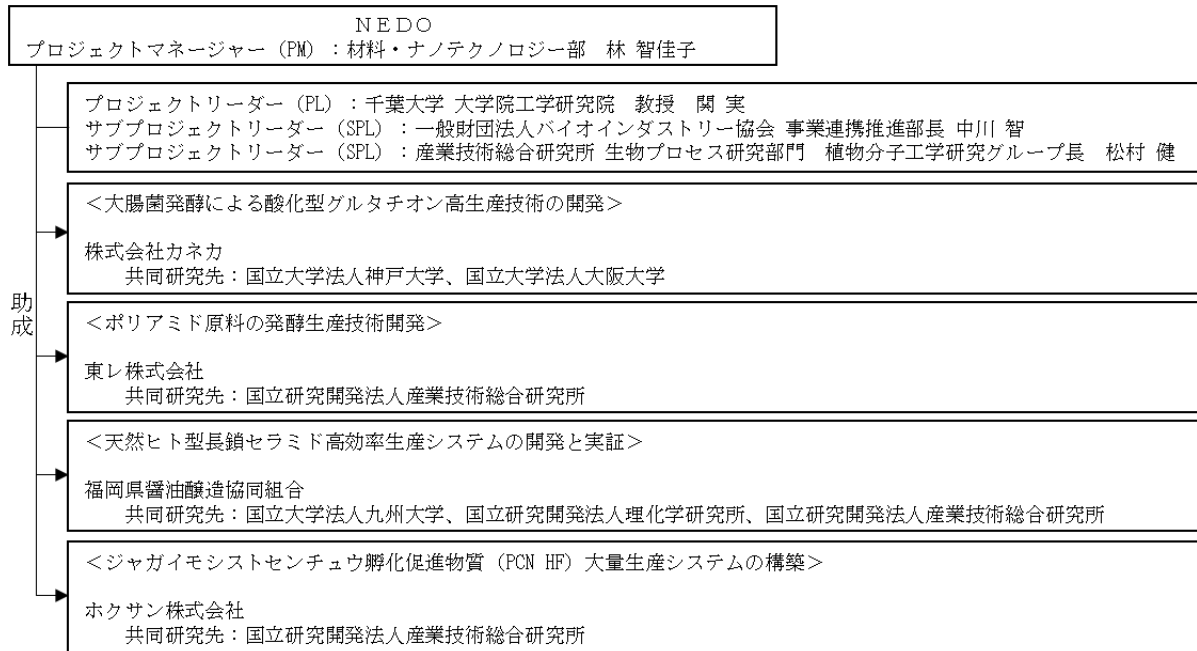 ＮＥＤＯ
プロジェクトマネージャー（PM）：材料・ナノテクノロジー部　林 智佳子
プロジェクトリーダー（PL）：千葉大学 大学院工学研究院　教授　関 実
サブプロジェクトリーダー（SPL）：一般財団法人バイオインダストリー協会 事業連携推進部長 中川 智
サブプロジェクトリーダー（SPL）：産業技術総合研究所 生物プロセス研究部門　植物分子工学研究グループ長　松村 健
助成
＜大腸菌発酵による酸化型グルタチオン高生産技術の開発＞
株式会社カネカ
共同研究先：国立大学法人神戸大学、国立大学法人大阪大学
＜ポリアミド原料の発酵生産技術開発＞
東レ株式会社
共同研究先：国立研究開発法人産業技術総合研究所
＜天然ヒト型長鎖セラミド高効率生産システムの開発と実証＞
福岡県醤油醸造協同組合
共同研究先：国立大学法人九州大学、国立研究開発法人理化学研究所、国立研究開発法人産業技術総合研究所
＜ジャガイモシストセンチュウ孵化促進物質（PCN HF）大量生産システムの構築＞
ホクサン株式会社
共同研究先：国立研究開発法人産業技術総合研究所